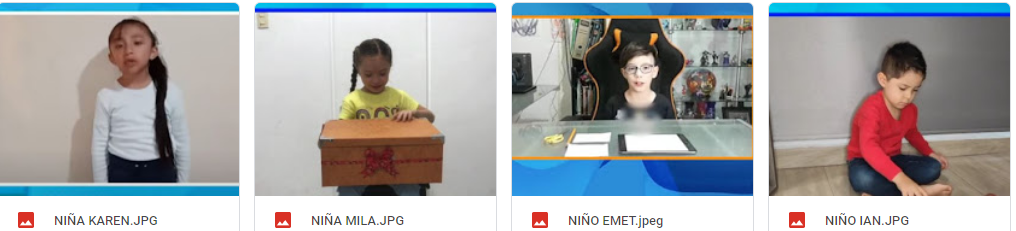 NIÑA KAREN.JPG
NIÑA MILA.JPG
NIÑO EMET.jpeg
NIÑO IAN.JPG